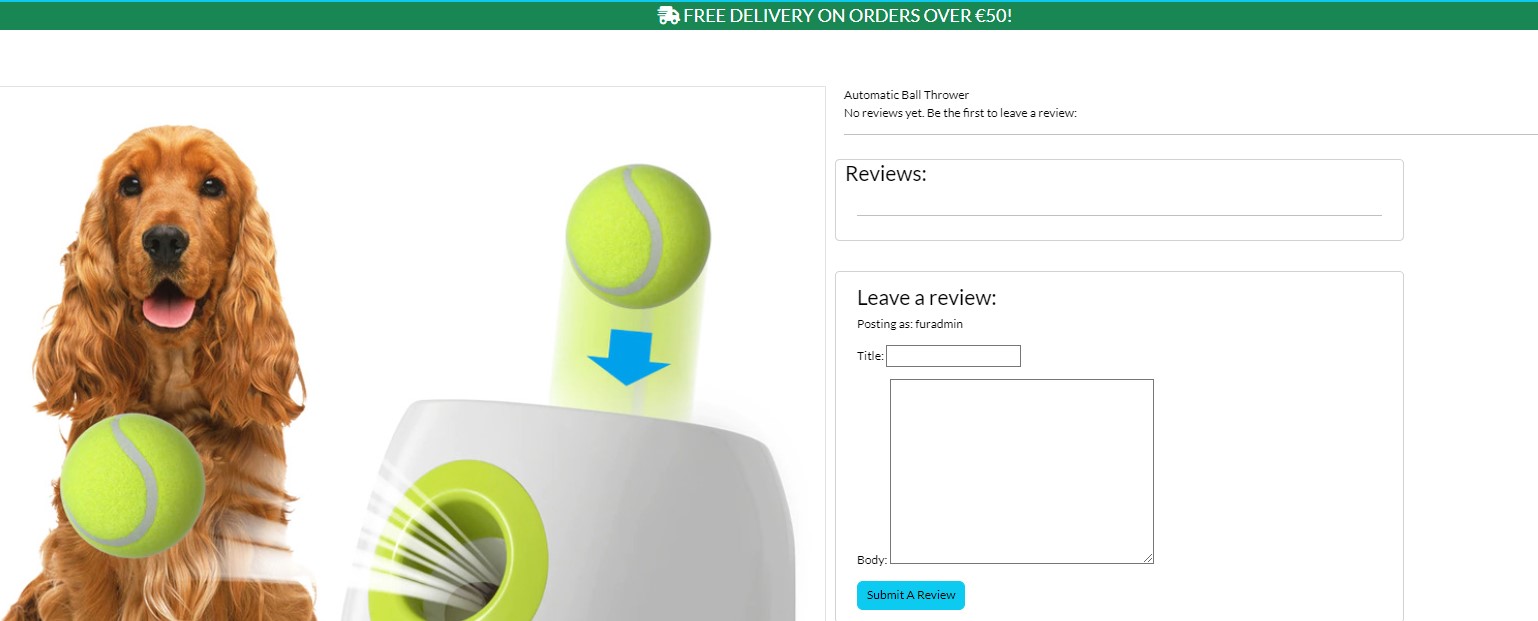 FREE DELIVERY ON ORDERS OVER €50!
Automatic Ball Thrower
No reviews yet. Be the first to leave a review:
Reviews:
Leave a review:
Posting as: furadmin
Title:
Body:
Submit A Review